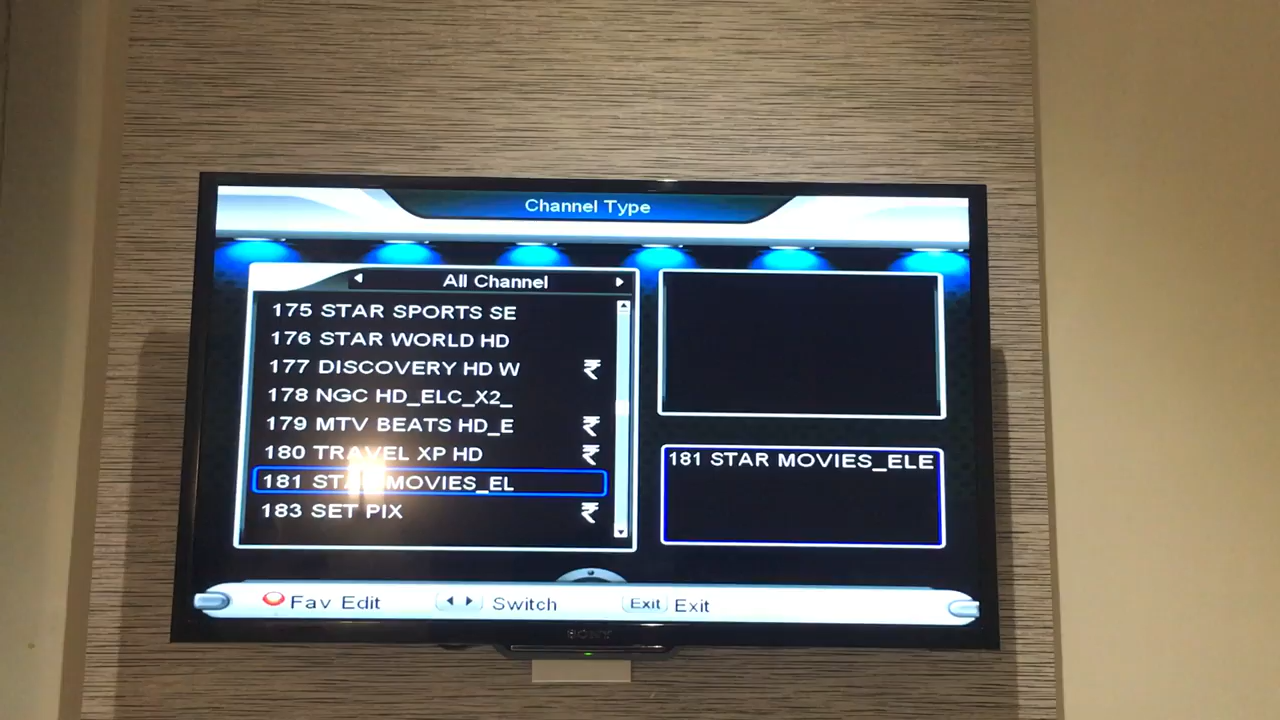 Channel Type
All Channel
175 STAR SPORTS SE
176 STAR WORLD HD
177 DISCOVERY HD W ₹
178 NGC HD_ELC_X2_
179 MTV BEATS HD_E ₹
180 TRAVEL XP HD ₹
181 STAR MOVIES_EL
183 SET PIX ₹
181 STAR MOVIES_ELE
Fav Edit Switch Exit Exit
SONY